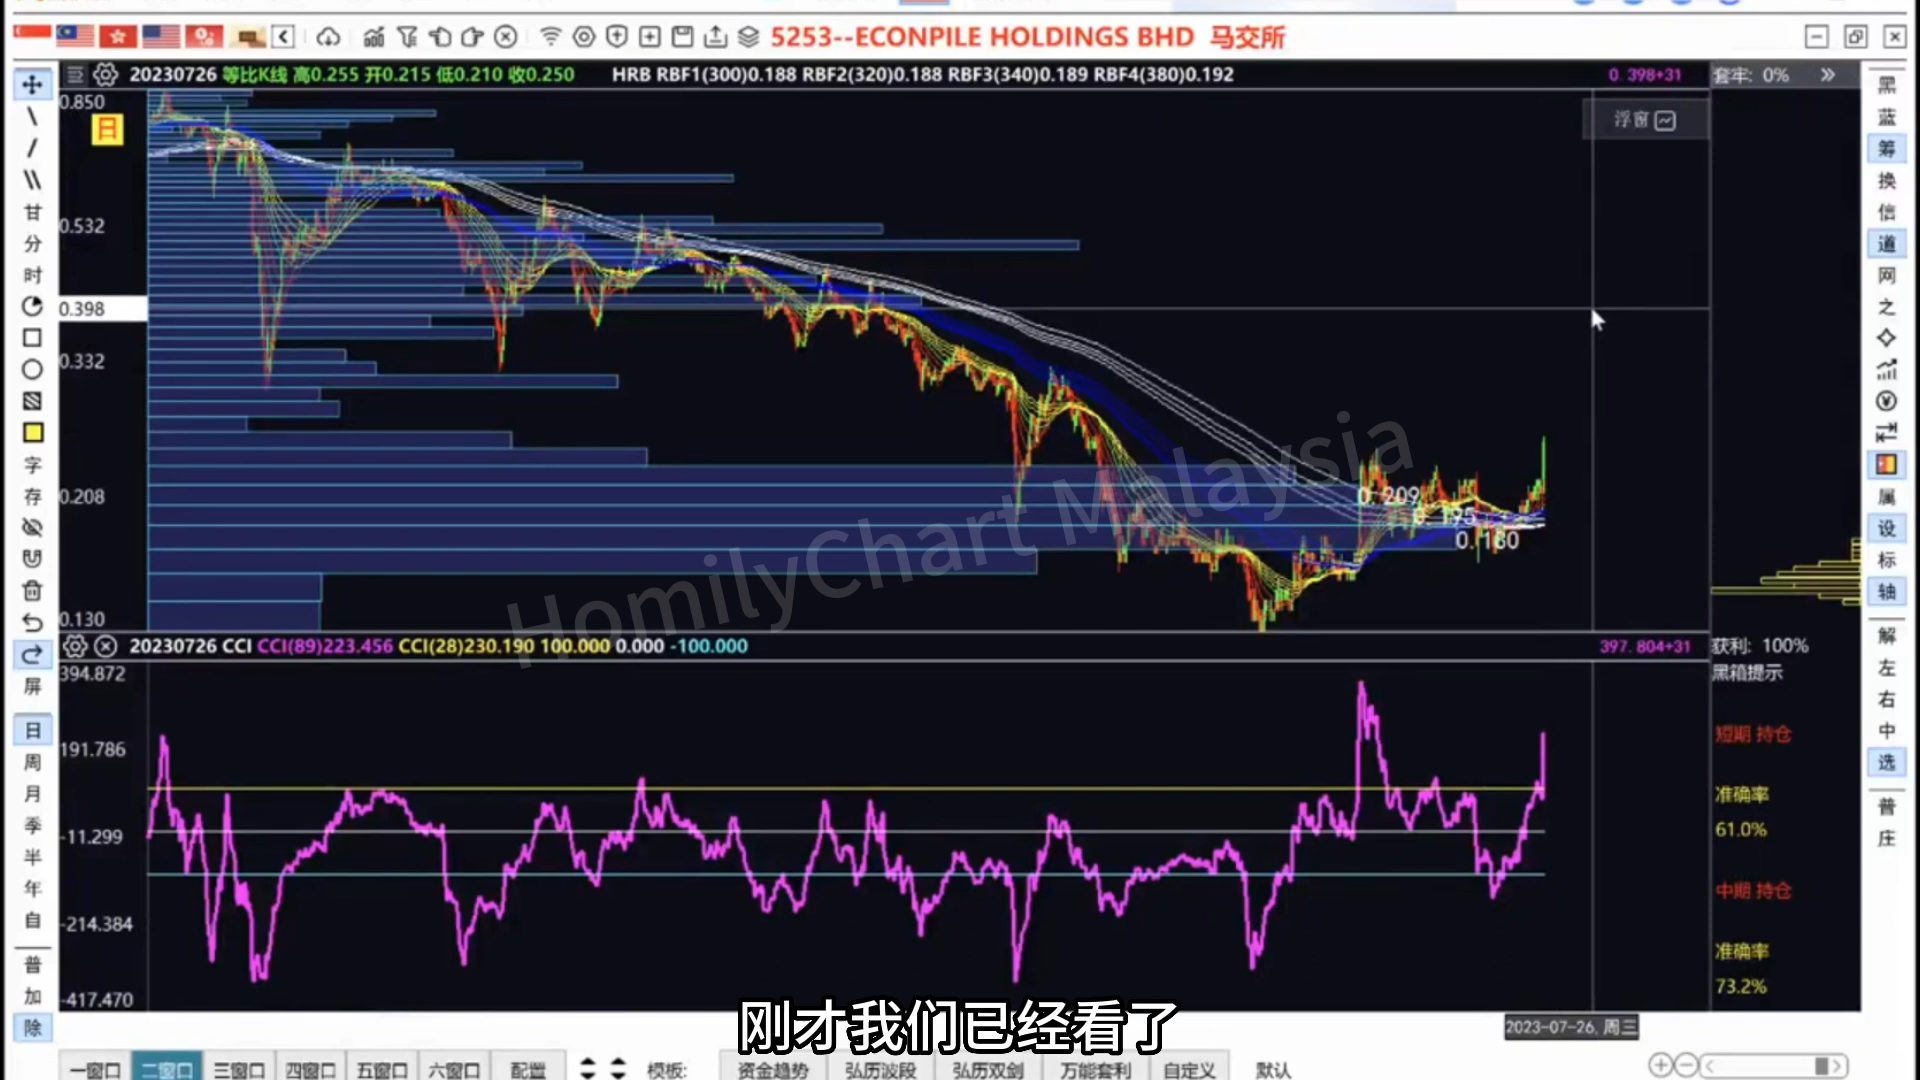 5253--ECONPILE HOLDINGS BHD 马交所
20230726 等比K线 高0.255 开0.215 低0.210 收0.250 HRB RBF1(300)0.188 RBF2(320)0.188 RBF3(340)0.189 RBF4(380)0.192
0.398+31
套牢: 0%
0.850
日
浮窗
0.532
0.398
0.332
0.208
0.130
0.209
0.195
0.180
HomilyChart Malaysia
20230726 CCI CCI(89)223.456 CCI(28)230.190 100.000 0.000 -100.000
397.804+31
获利: 100%
394.872
191.786
-11.299
-214.384
-417.470
黑箱提示
短期 持仓
准确率
61.0%
中期 持仓
准确率
73.2%
甘
分
时
字
存
屏
日
周
月
季
半
年
自
普
加
除
黑
蓝
筹
换
信
道
网
之
属
设
标
轴
解
左
右
中
选
普
庄
刚才我们已经看了
2023-07-26, 周三
一窗口 二窗口 三窗口 四窗口 五窗口 六窗口 配置 模板: 资金趋势 弘历波段 弘历双剑 万能套利 自定义 默认